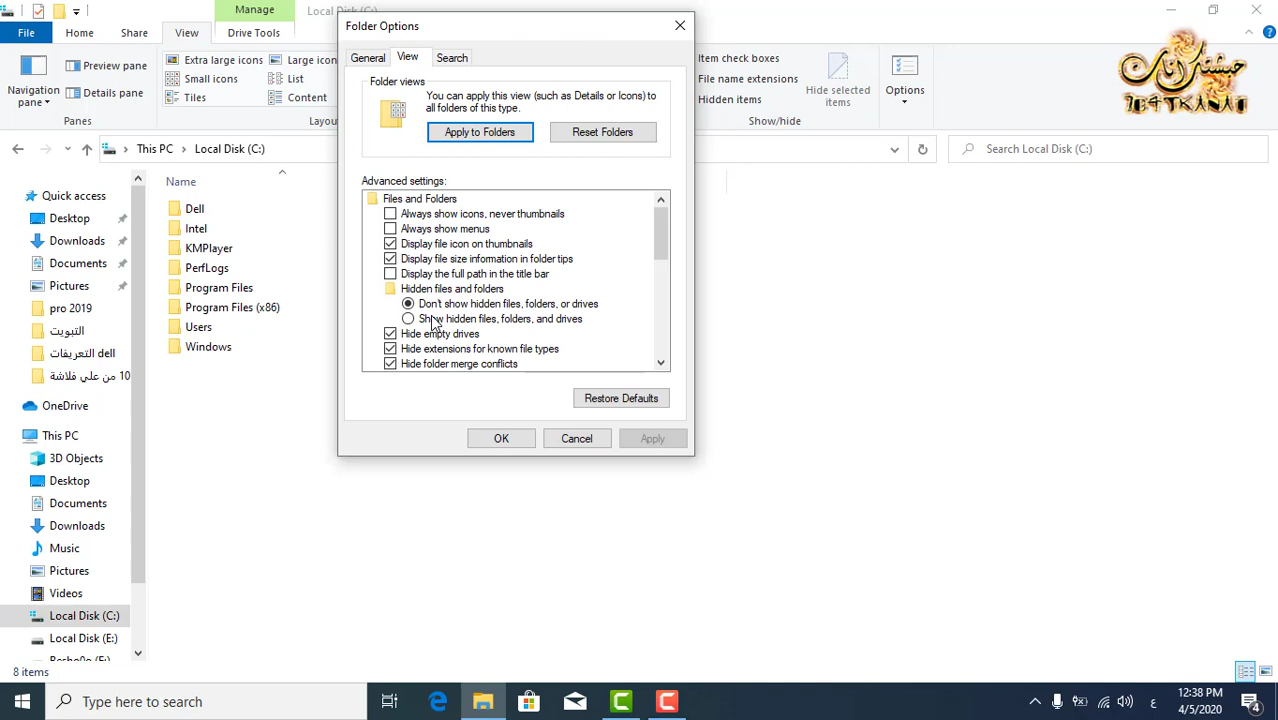 Manage
Local Disk (C:)
File
Home
Share
View
Drive Tools
Navigation pane
Preview pane
Details pane
Panes
Extra large icons
Large icon
Small icons
List
Tiles
Content
Layou
Item check boxes
File name extensions
Hidden items
Hide selected items
Show/hide
Options
This PC
Local Disk (C:)
Search Local Disk (C:)
Quick access
Desktop
Downloads
Documents
Pictures
pro 2019
التبويت
التعريفات dell
10 من علي فلاشة
OneDrive
This PC
3D Objects
Desktop
Documents
Downloads
Music
Pictures
Videos
Local Disk (C:)
Local Disk (E:)
Name
Dell
Intel
KMPlayer
PerfLogs
Program Files
Program Files (x86)
Users
Windows
Folder Options
General
View
Search
Folder views
You can apply this view (such as Details or Icons) to
all folders of this type.
Apply to Folders
Reset Folders
Advanced settings:
Files and Folders
Always show icons, never thumbnails
Always show menus
Display file icon on thumbnails
Display file size information in folder tips
Display the full path in the title bar
Hidden files and folders
Don't show hidden files, folders, or drives
Show hidden files, folders, and drives
Hide empty drives
Hide extensions for known file types
Hide folder merge conflicts
Restore Defaults
OK
Cancel
Apply
8 items
Type here to search
ع
12:38 PM
4/5/2020
4